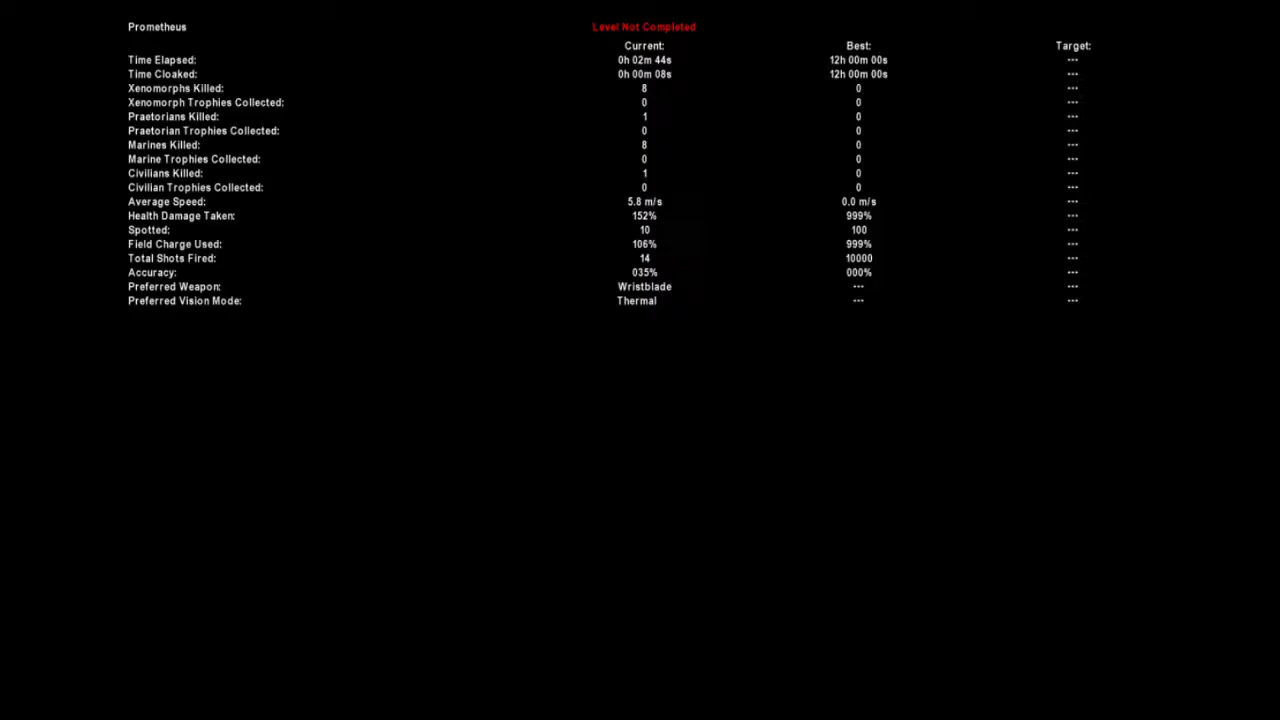 Prometheus Level Not Completed
Current: Best: Target:
Time Elapsed: 0h 02m 44s 12h 00m 00s ---
Time Cloaked: 0h 00m 08s 12h 00m 00s ---
Xenomorphs Killed: 8 0 ---
Xenomorph Trophies Collected: 0 0 ---
Praetorians Killed: 1 0 ---
Praetorian Trophies Collected: 0 0 ---
Marines Killed: 8 0 ---
Marine Trophies Collected: 0 0 ---
Civilians Killed: 1 0 ---
Civilian Trophies Collected: 0 0 ---
Average Speed: 5.8 m/s 0.0 m/s ---
Health Damage Taken: 152% 999% ---
Spotted: 10 100 ---
Field Charge Used: 106% 999% ---
Total Shots Fired: 14 10000 ---
Accuracy: 035% 000% ---
Preferred Weapon: Wristblade --- ---
Preferred Vision Mode: Thermal --- ---